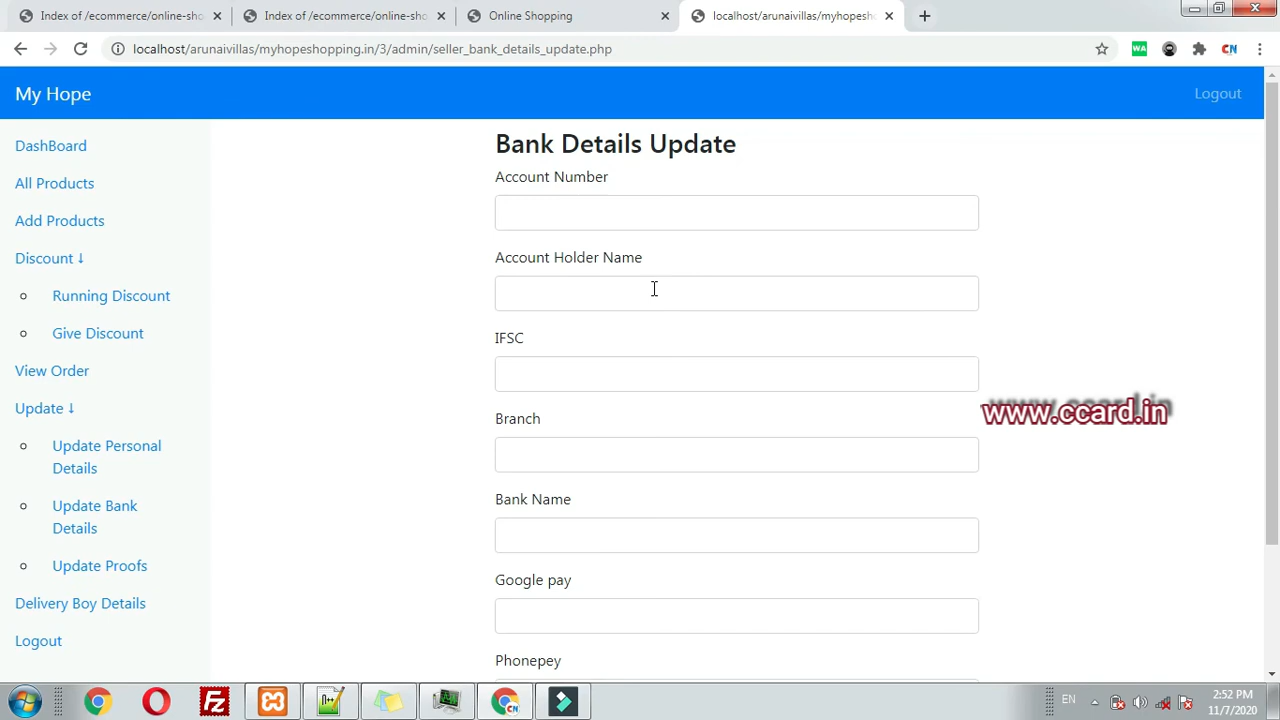 Index of /ecommerce/online-sho
Index of /ecommerce/online-sho
Online Shopping
localhost/arunaivillas/myhopesh
localhost/arunaivillas/myhopeshopping.in/3/admin/seller_bank_details_update.php
WA
CN
My Hope
Logout
DashBoard
All Products
Add Products
Discount ↓
Running Discount
Give Discount
View Order
Update ↓
Update Personal
Details
Update Bank
Details
Update Proofs
Delivery Boy Details
Logout
Bank Details Update
Account Number
Account Holder Name
IFSC
Branch
Bank Name
Google pay
Phonepey
www.ccard.in
Fz
CN
EN
2:52 PM
11/7/2020